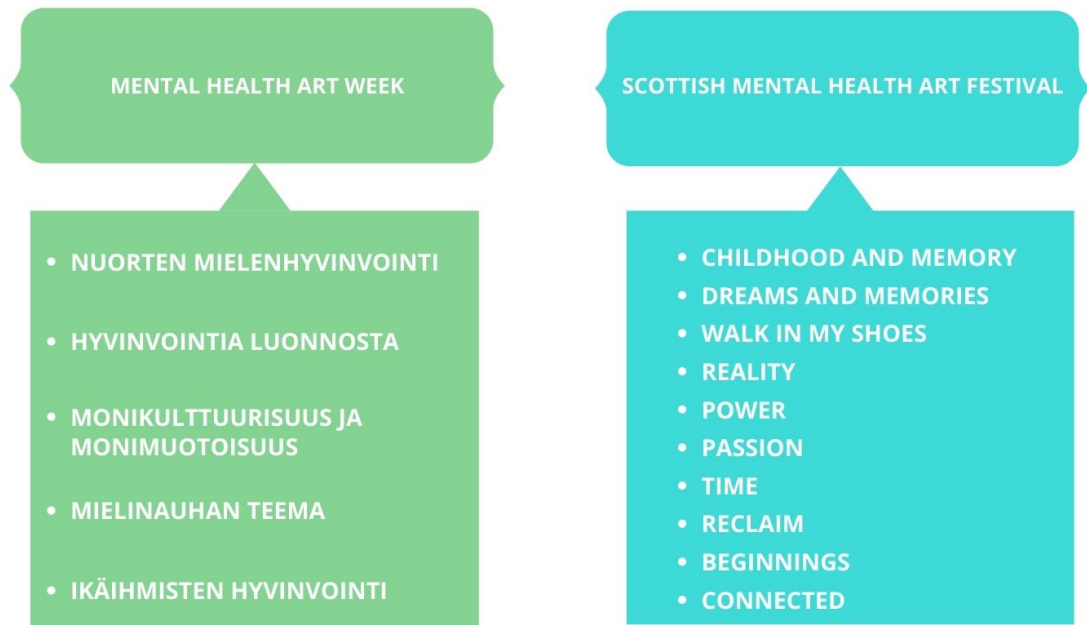 MENTAL HEALTH ART WEEK
• NUORTEN MIELENHYVINVOINTI
• HYVINVOINTIA LUONNOSTA
• MONIKULTTUURISUUS JA
MONIMUOTOISUUS
• MIELINAUHAN TEEMA
• IKÄIHMISTEN HYVINVOINTI
SCOTTISH MENTAL HEALTH ART FESTIVAL
• CHILDHOOD AND MEMORY
• DREAMS AND MEMORIES
• WALK IN MY SHOES
• REALITY
• POWER
• PASSION
• TIME
• RECLAIM
• BEGINNINGS
• CONNECTED